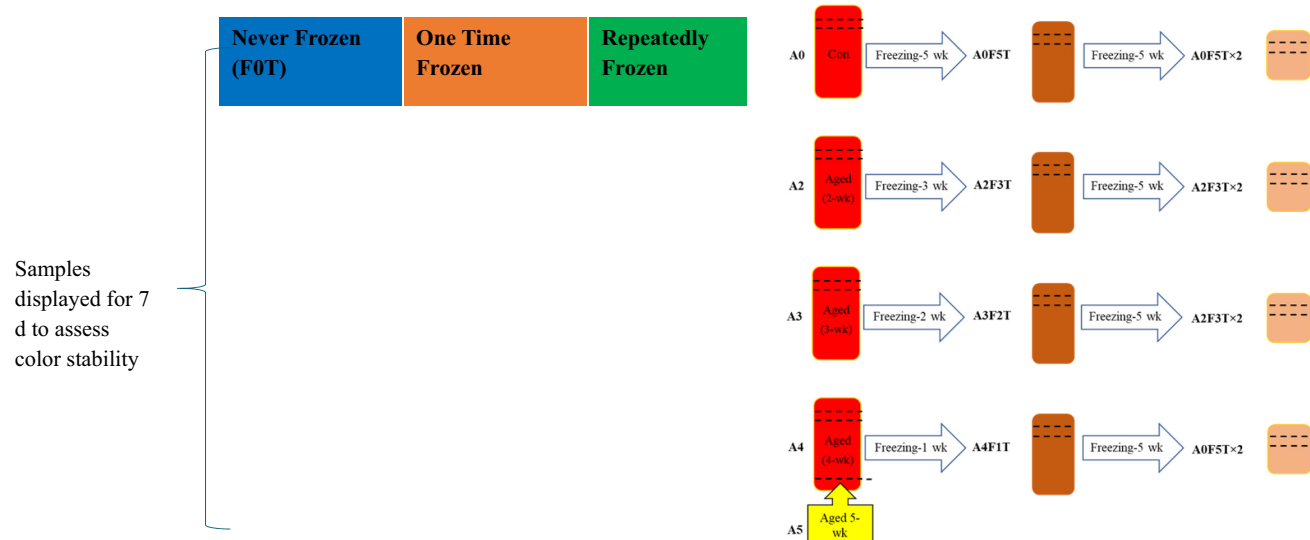 Never Frozen
(F0T)
One Time
Frozen
Repeatedly
Frozen
Samples
displayed for 7
d to assess
color stability
A0
Con
Freezing-5 wk
A0F5T
Freezing-5 wk
A0F5T×2
A2
Aged
(2-wk)
Freezing-3 wk
A2F3T
Freezing-5 wk
A2F3T×2
A3
Aged
(3-wk)
Freezing-2 wk
A3F2T
Freezing-5 wk
A2F3T×2
A4
Aged
(4-wk)
Freezing-1 wk
A4F1T
Freezing-5 wk
A0F5T×2
A5
Aged 5-
wk